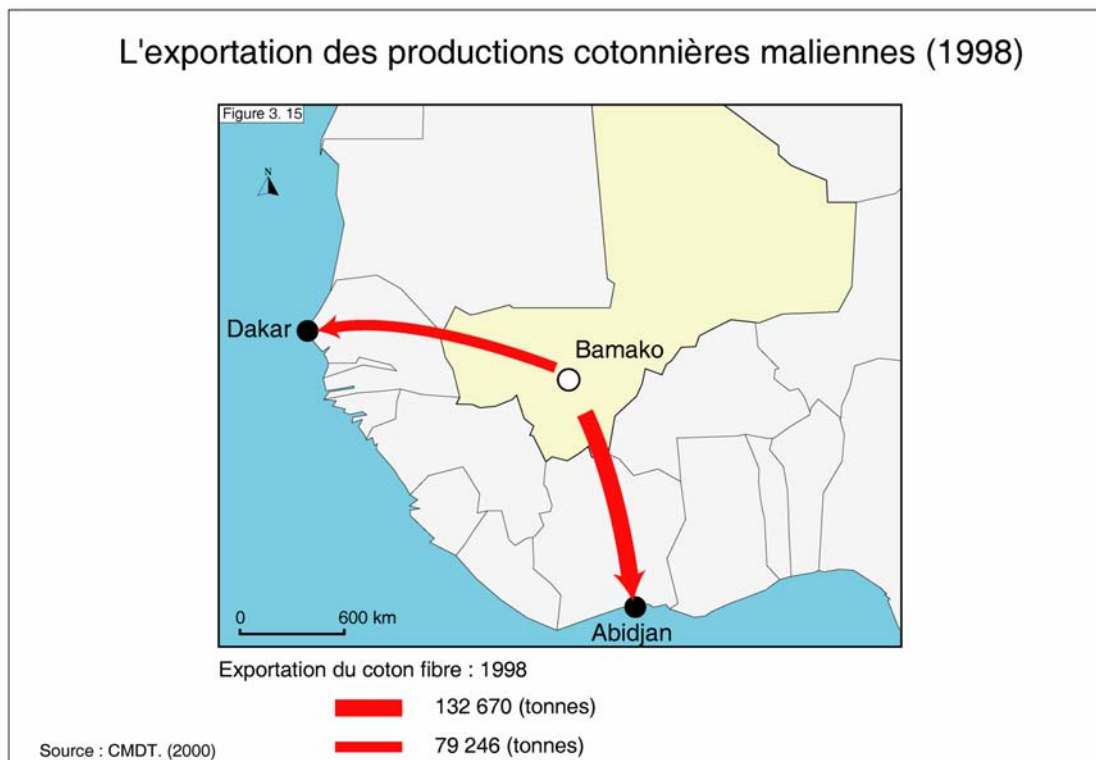 L'exportation des productions cotonnières maliennes (1998)
Figure 3. 15
N
Dakar
Bamako
0
600 km
Abidjan
Exportation du coton fibre : 1998
132 670 (tonnes)
79 246 (tonnes)
Source : CMDT. (2000)